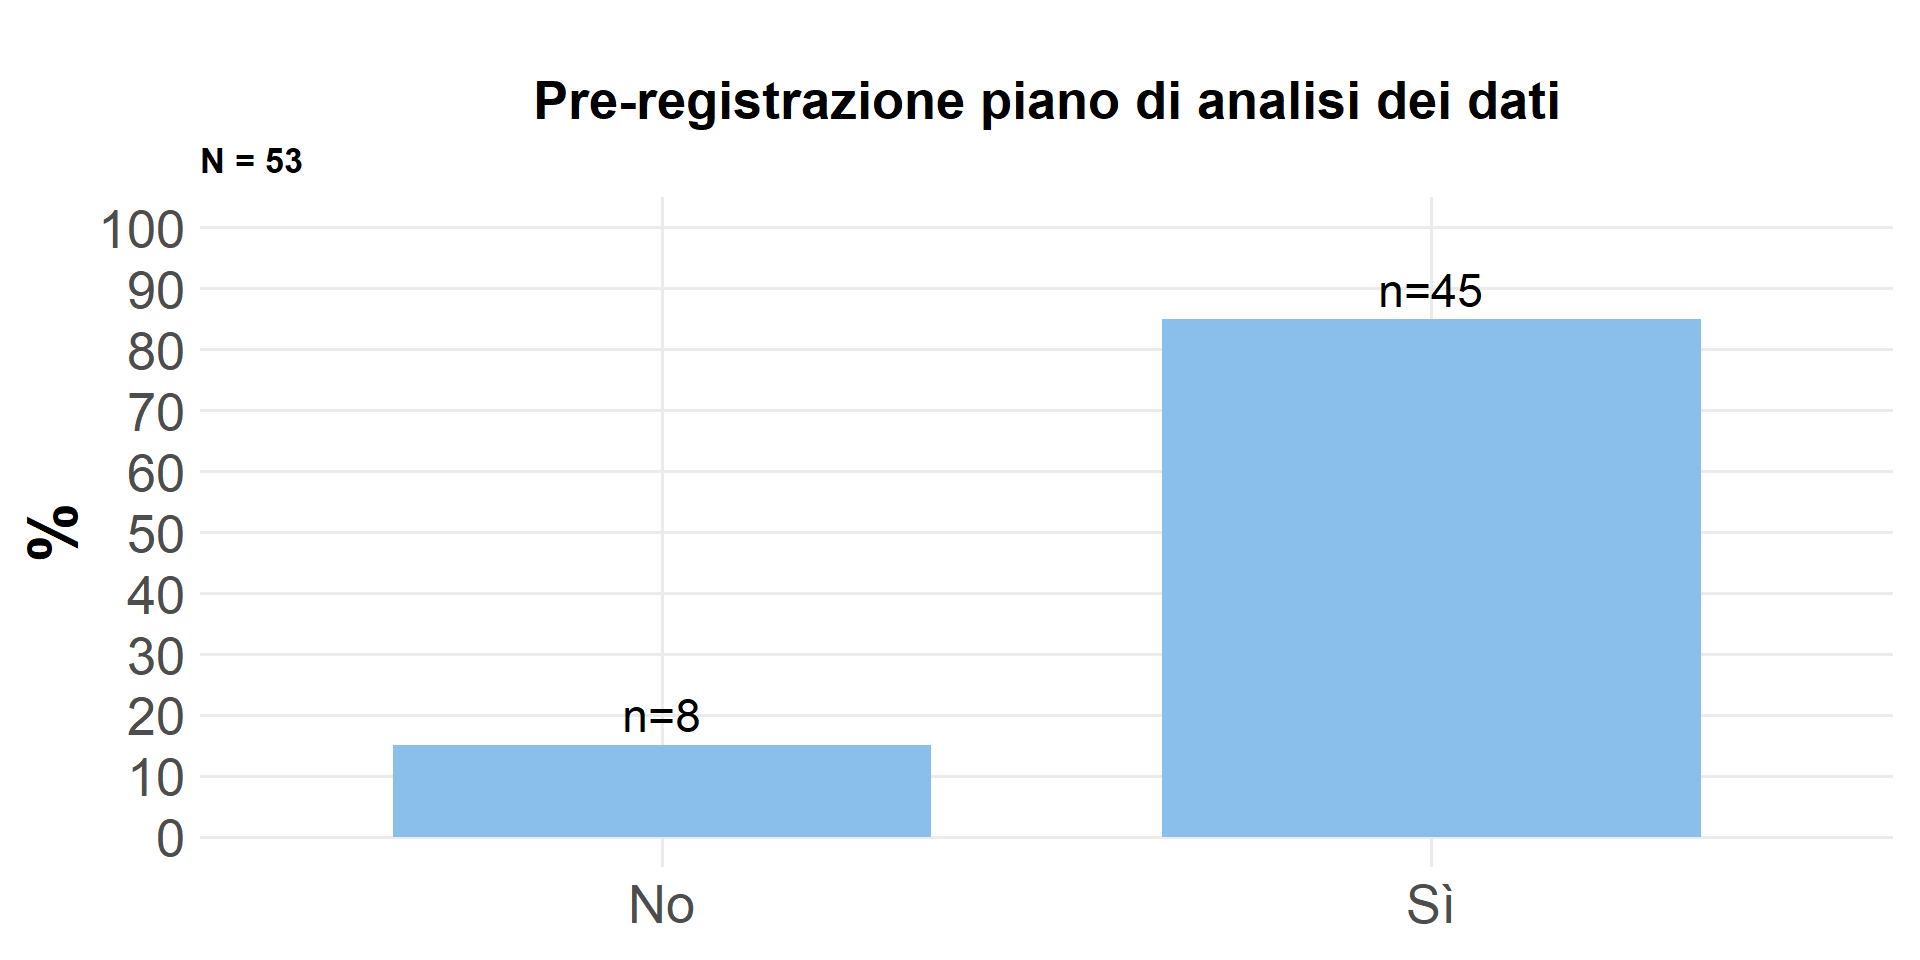 Pre-registrazione piano di analisi dei dati
N = 53
100
90
80
70
60
50
40
30
20
10
0
%
n=8
n=45
No
Sì